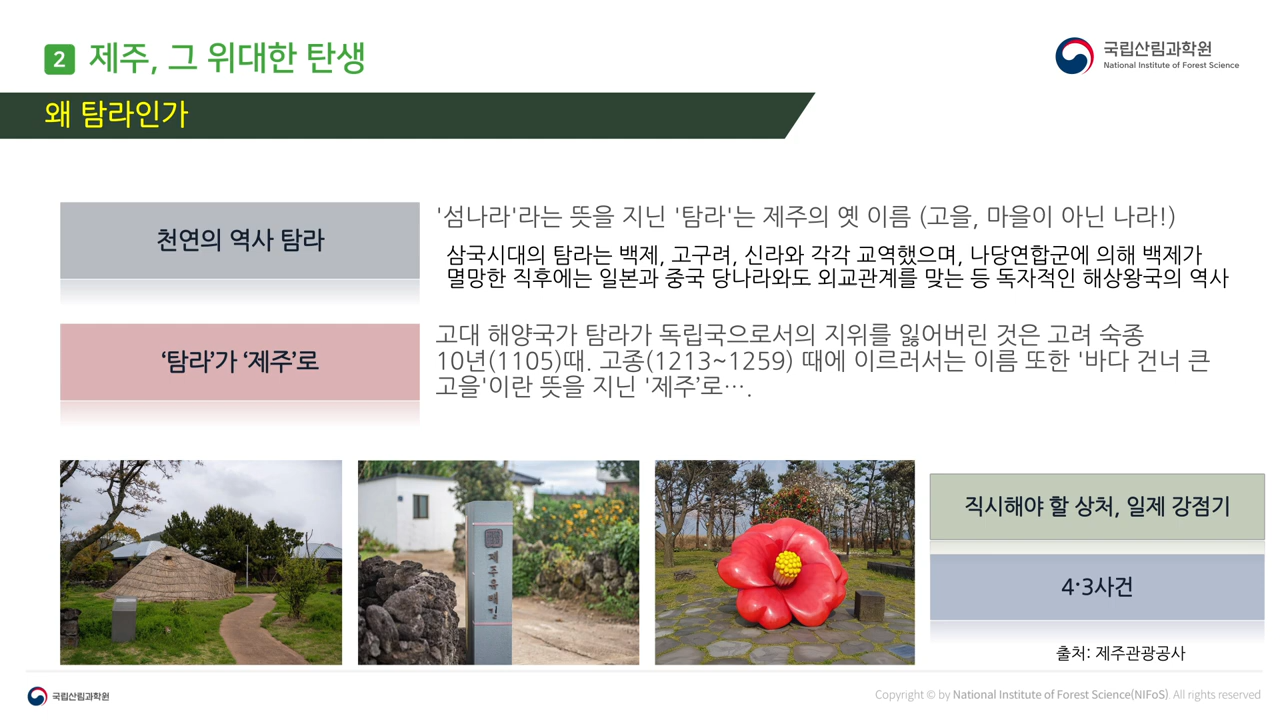 2 제주, 그 위대한 탄생
국립산림과학원
National Institute of Forest Science
왜 탐라인가
천연의 역사 탐라
'섬나라'라는 뜻을 지닌 '탐라'는 제주의 옛 이름 (고을, 마을이 아닌 나라!)
삼국시대의 탐라는 백제, 고구려, 신라와 각각 교역했으며, 나당연합군에 의해 백제가
멸망한 직후에는 일본과 중국 당나라와도 외교관계를 맞는 등 독자적인 해상왕국의 역사
‘탐라’가 ‘제주’로
고대 해양국가 탐라가 독립국으로서의 지위를 잃어버린 것은 고려 숙종
10년(1105)때. 고종(1213~1259) 때에 이르러서는 이름 또한 '바다 건너 큰
고을'이란 뜻을 지닌 '제주’로….
제주올래길
직시해야 할 상처, 일제 강점기
4·3사건
출처: 제주관광공사
국립산림과학원
Copyright © by National Institute of Forest Science(NIFoS). All rights reserved